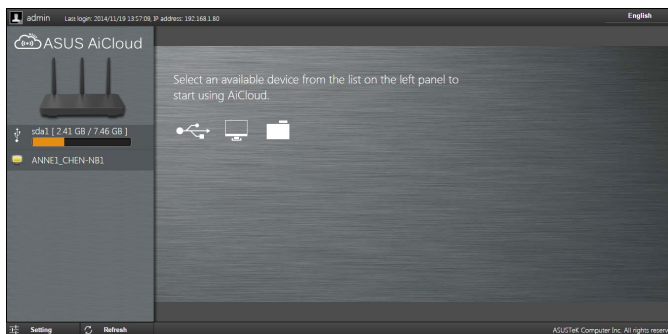 admin Last login: 2014/11/19 13:57:09, IP address: 192.168.1.80
English
ASUS AiCloud
Select an available device from the list on the left panel to
start using AiCloud.
sda1 [ 2.41 GB / 7.46 GB ]
ANNE1_CHEN-NB1
Setting Refresh
ASUSTeK Computer Inc. All rights reserv